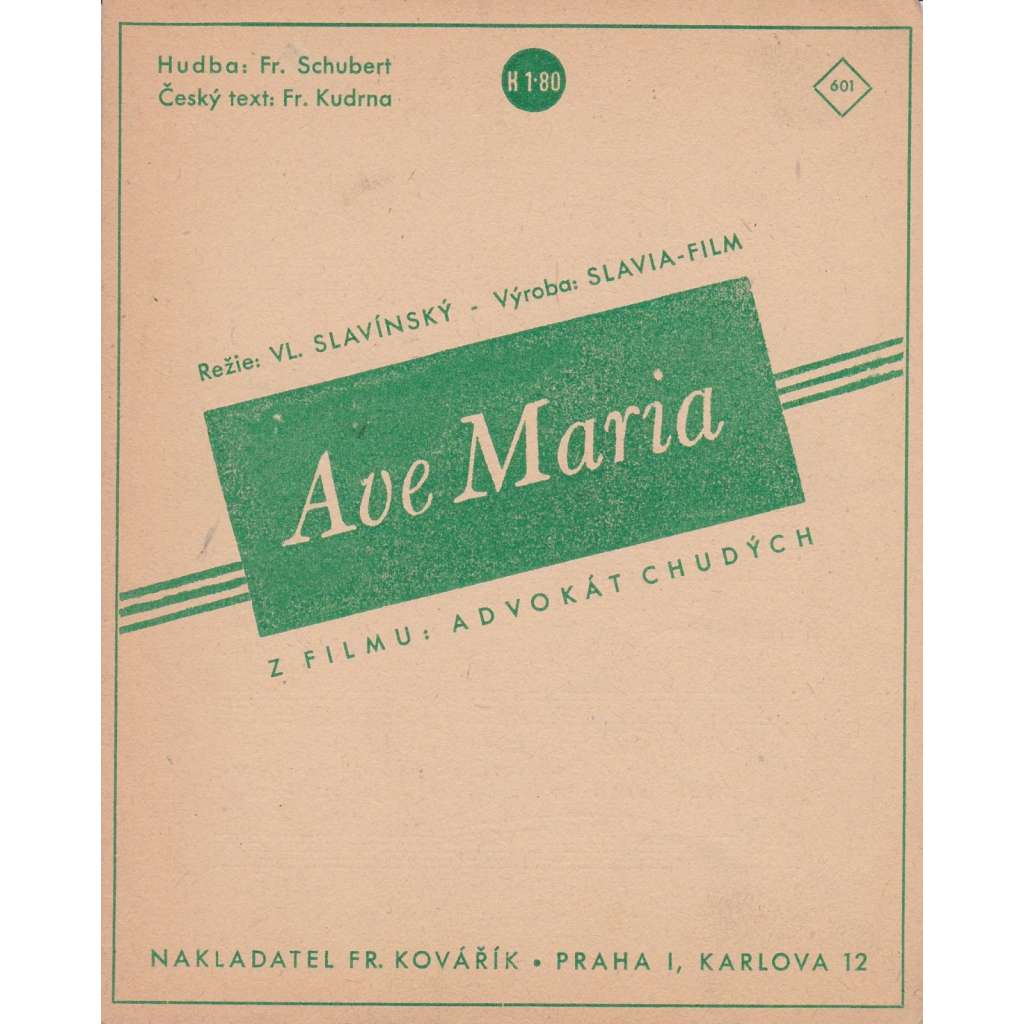 Hudba: Fr. Schubert
Český text: Fr. Kudrna
K 1·80
601
Režie: VL. SLAVÍNSKÝ - Výroba: SLAVIA-FILM
Ave Maria
Z FILMU: ADVOKÁT CHUDÝCH
NAKLADATEL FR. KOVÁŘÍK • PRAHA I, KARLOVA 12